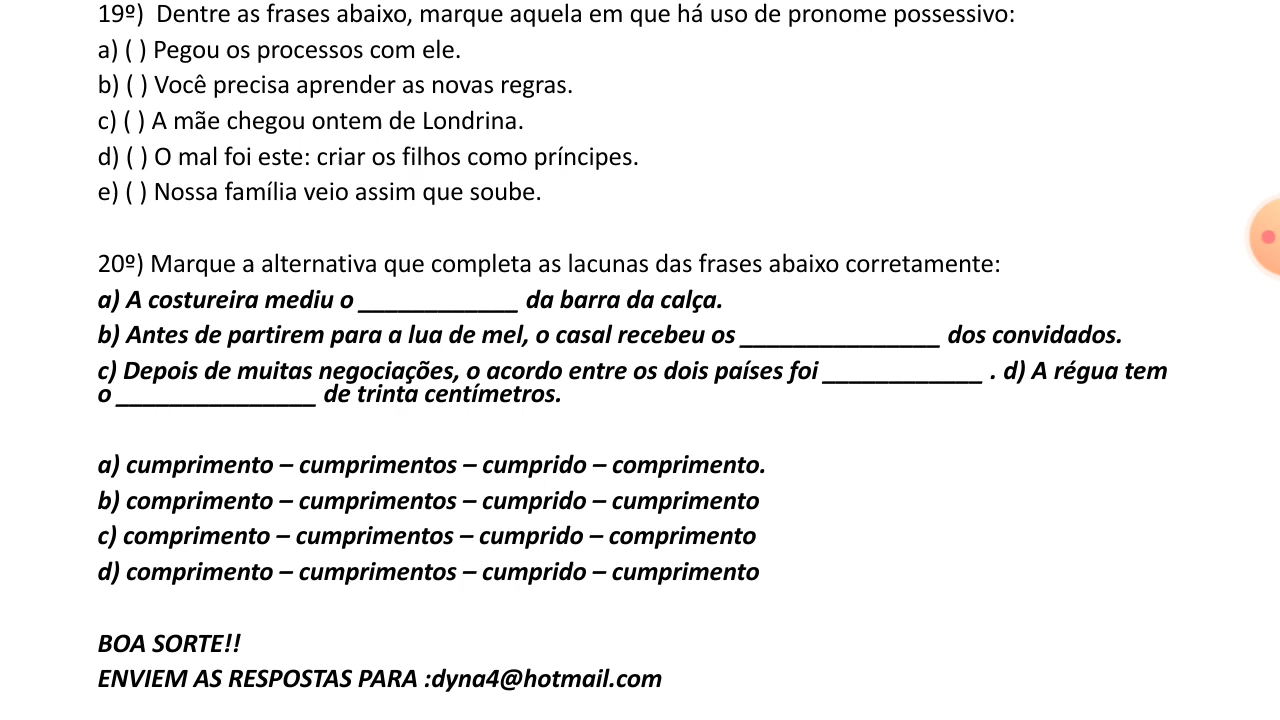 19º)  Dentre as frases abaixo, marque aquela em que há uso de pronome possessivo:
a) ( ) Pegou os processos com ele.
b) ( ) Você precisa aprender as novas regras.
c) ( ) A mãe chegou ontem de Londrina.
d) ( ) O mal foi este: criar os filhos como príncipes.
e) ( ) Nossa família veio assim que soube.
20º) Marque a alternativa que completa as lacunas das frases abaixo corretamente:
a) A costureira mediu o ____________ da barra da calça.
b) Antes de partirem para a lua de mel, o casal recebeu os _______________ dos convidados.
c) Depois de muitas negociações, o acordo entre os dois países foi ____________ . d) A régua tem
o _______________ de trinta centímetros.
a) cumprimento – cumprimentos – cumprido – comprimento.
b) comprimento – cumprimentos – cumprido – cumprimento
c) comprimento – cumprimentos – cumprido – comprimento
d) comprimento – cumprimentos – cumprido – cumprimento
BOA SORTE!!
ENVIEM AS RESPOSTAS PARA :dyna4@hotmail.com